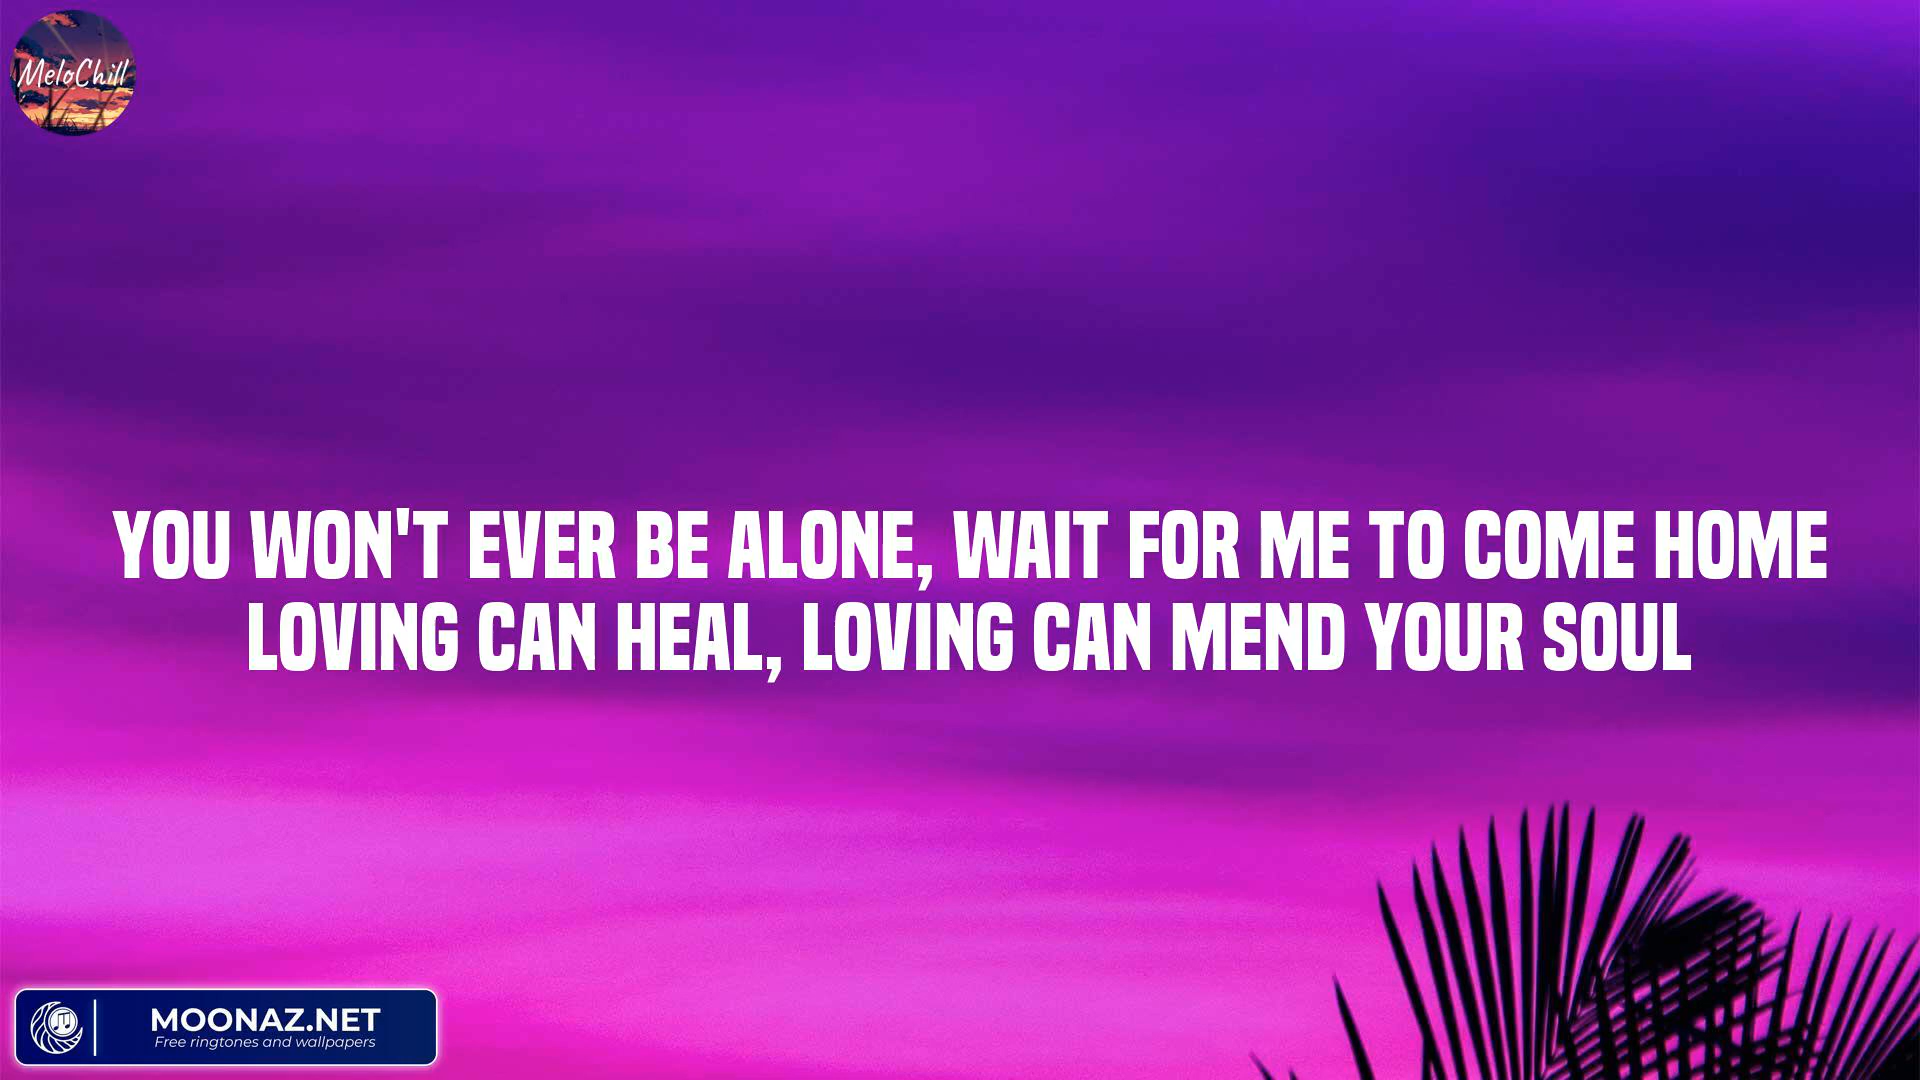 MeloChill
YOU WON'T EVER BE ALONE, WAIT FOR ME TO COME HOME
LOVING CAN HEAL, LOVING CAN MEND YOUR SOUL
MOONAZ.NET
Free ringtones and wallpapers